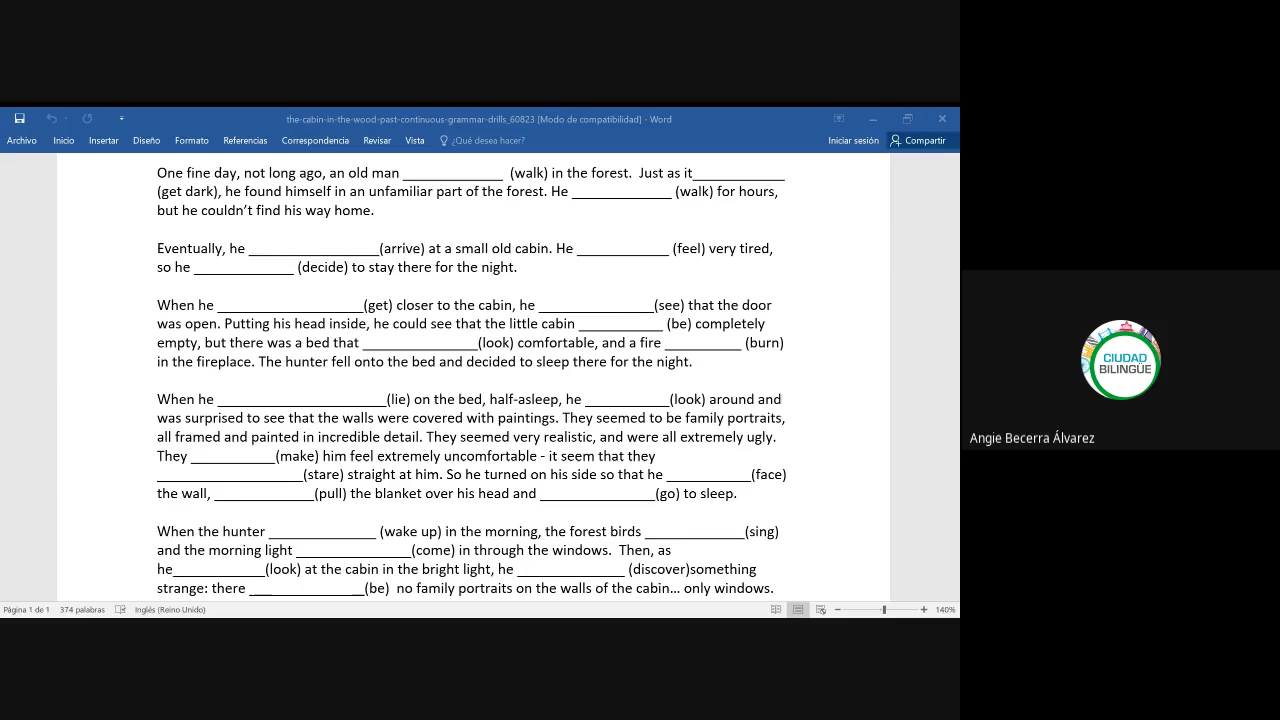 the-cabin-in-the-wood-past-continuous-grammar-drills_60823 [Modo de compatibilidad] - Word
Archivo Inicio Insertar Diseño Formato Referencias Correspondencia Revisar Vista ¿Qué desea hacer? Iniciar sesión Compartir
One fine day, not long ago, an old man _____________ (walk) in the forest. Just as it____________
(get dark), he found himself in an unfamiliar part of the forest. He _____________ (walk) for hours,
but he couldn't find his way home.
Eventually, he _________________(arrive) at a small old cabin. He ____________ (feel) very tired,
so he _____________ (decide) to stay there for the night.
When he ___________________(get) closer to the cabin, he _______________(see) that the door
was open. Putting his head inside, he could see that the little cabin ___________ (be) completely
empty, but there was a bed that _______________(look) comfortable, and a fire __________ (burn)
in the fireplace. The hunter fell onto the bed and decided to sleep there for the night.
When he ______________________(lie) on the bed, half-asleep, he ___________(look) around and
was surprised to see that the walls were covered with paintings. They seemed to be family portraits,
all framed and painted in incredible detail. They seemed very realistic, and were all extremely ugly.
They ___________(make) him feel extremely uncomfortable - it seem that they
___________________(stare) straight at him. So he turned on his side so that he ___________(face)
the wall, _____________(pull) the blanket over his head and _______________(go) to sleep.
When the hunter ______________ (wake up) in the morning, the forest birds _____________(sing)
and the morning light _______________(come) in through the windows. Then, as
he____________(look) at the cabin in the bright light, he ______________ (discover)something
strange: there _______________(be) no family portraits on the walls of the cabin... only windows.
Página 1 de 1 374 palabras Inglés (Reino Unido) 140%
CIUDAD
BILINGÜE
Angie Becerra Álvarez